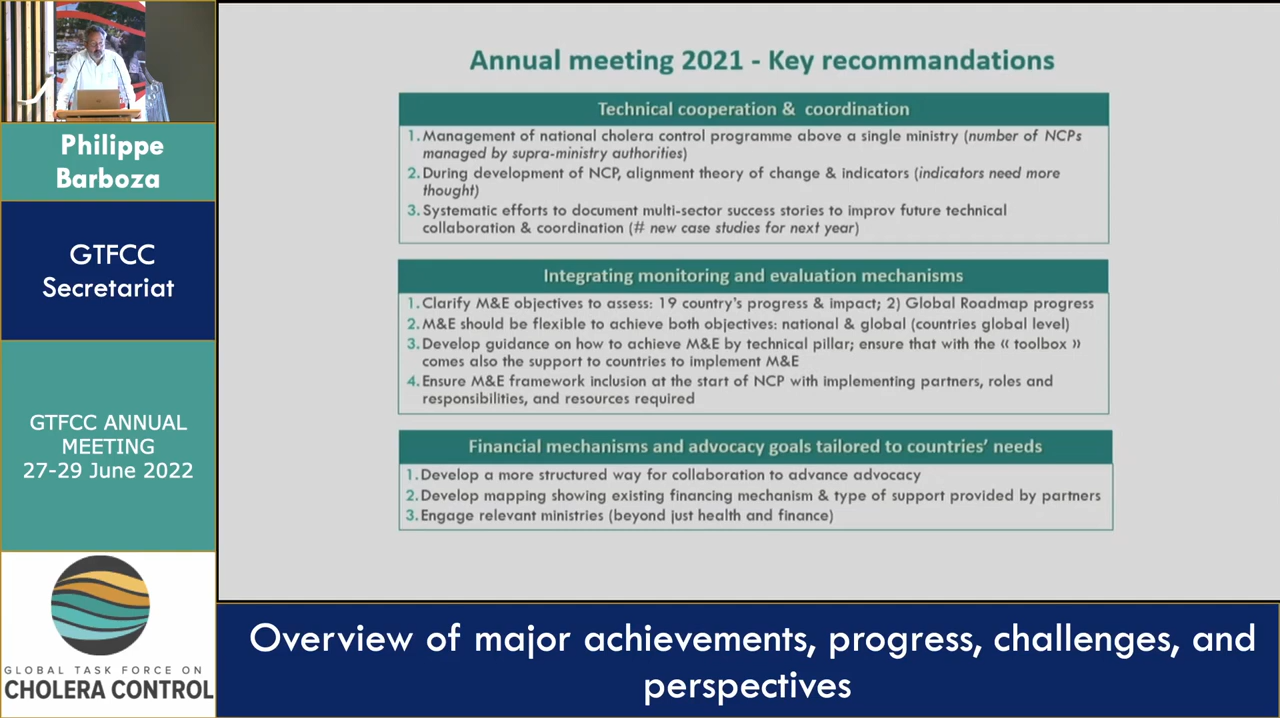 Philippe
Barboza
GTFCC
Secretariat
GTFCC ANNUAL
MEETING
27-29 June 2022
GLOBAL TASK FORCE ON
CHOLERA CONTROL
Annual meeting 2021 - Key recommandations
Technical cooperation & coordination
1. Management of national cholera control programme above a single ministry (number of NCPs
managed by supra-ministry authorities)
2. During development of NCP, alignment theory of change & indicators (indicators need more
thought)
3. Systematic efforts to document multi-sector success stories to improv future technical
collaboration & coordination (# new case studies for next year)
Integrating monitoring and evaluation mechanisms
1. Clarify M&E objectives to assess: 19 country's progress & impact; 2) Global Roadmap progress
2. M&E should be flexible to achieve both objectives: national & global (countries global level)
3. Develop guidance on how to achieve M&E by technical pillar; ensure that with the « toolbox »
comes also the support to countries to implement M&E
4. Ensure M&E framework inclusion at the start of NCP with implementing partners, roles and
responsibilities, and resources required
Financial mechanisms and advocacy goals tailored to countries' needs
1. Develop a more structured way for collaboration to advance advocacy
2. Develop mapping showing existing financing mechanism & type of support provided by partners
3. Engage relevant ministries (beyond just health and finance)
Overview of major achievements, progress, challenges, and
perspectives